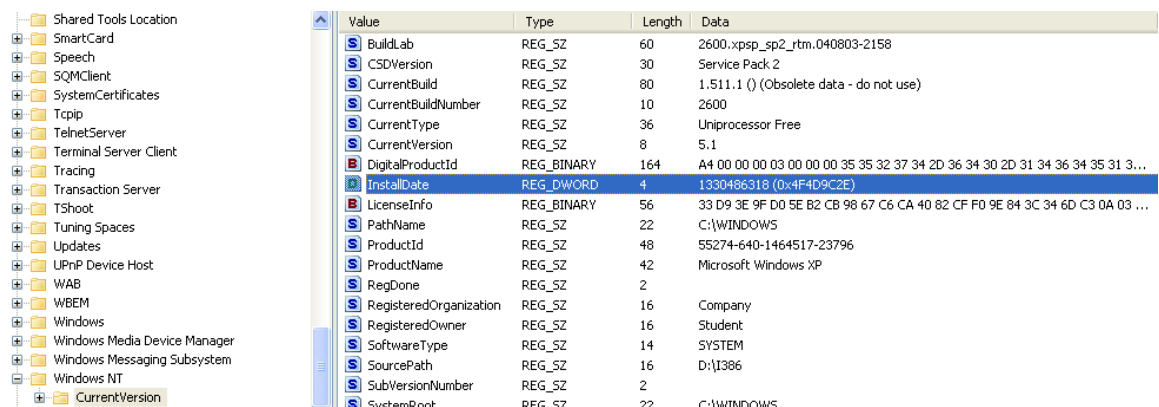 Shared Tools Location
SmartCard
Speech
SQMClient
SystemCertificates
Tcpip
TelnetServer
Terminal Server Client
Tracing
Transaction Server
TShoot
Tuning Spaces
Updates
UPnP Device Host
WAB
WBEM
Windows
Windows Media Device Manager
Windows Messaging Subsystem
Windows NT
CurrentVersion
Value Type Length Data
BuildLab REG_SZ 60 2600.xpsp_sp2_rtm.040803-2158
CSDVersion REG_SZ 30 Service Pack 2
CurrentBuild REG_SZ 80 1.511.1 () (Obsolete data - do not use)
CurrentBuildNumber REG_SZ 10 2600
CurrentType REG_SZ 36 Uniprocessor Free
CurrentVersion REG_SZ 8 5.1
DigitalProductId REG_BINARY 164 A4 00 00 00 03 00 00 00 35 35 32 37 34 2D 36 34 30 2D 31 34 36 34 35 31 3...
InstallDate REG_DWORD 4 1330486318 (0x4F4D9C2E)
LicenseInfo REG_BINARY 56 33 D9 3E 9F D0 5E B2 CB 98 67 C6 CA 40 82 CF F0 9E 84 3C 34 6D C3 0A 03 ...
PathName REG_SZ 22 C:\WINDOWS
ProductId REG_SZ 48 55274-640-1464517-23796
ProductName REG_SZ 42 Microsoft Windows XP
RegDone REG_SZ 2
RegisteredOrganization REG_SZ 16 Company
RegisteredOwner REG_SZ 16 Student
SoftwareType REG_SZ 14 SYSTEM
SourcePath REG_SZ 16 D:\I386
SubVersionNumber REG_SZ 2
SystemRoot REG_SZ 22 C:\WINDOWS